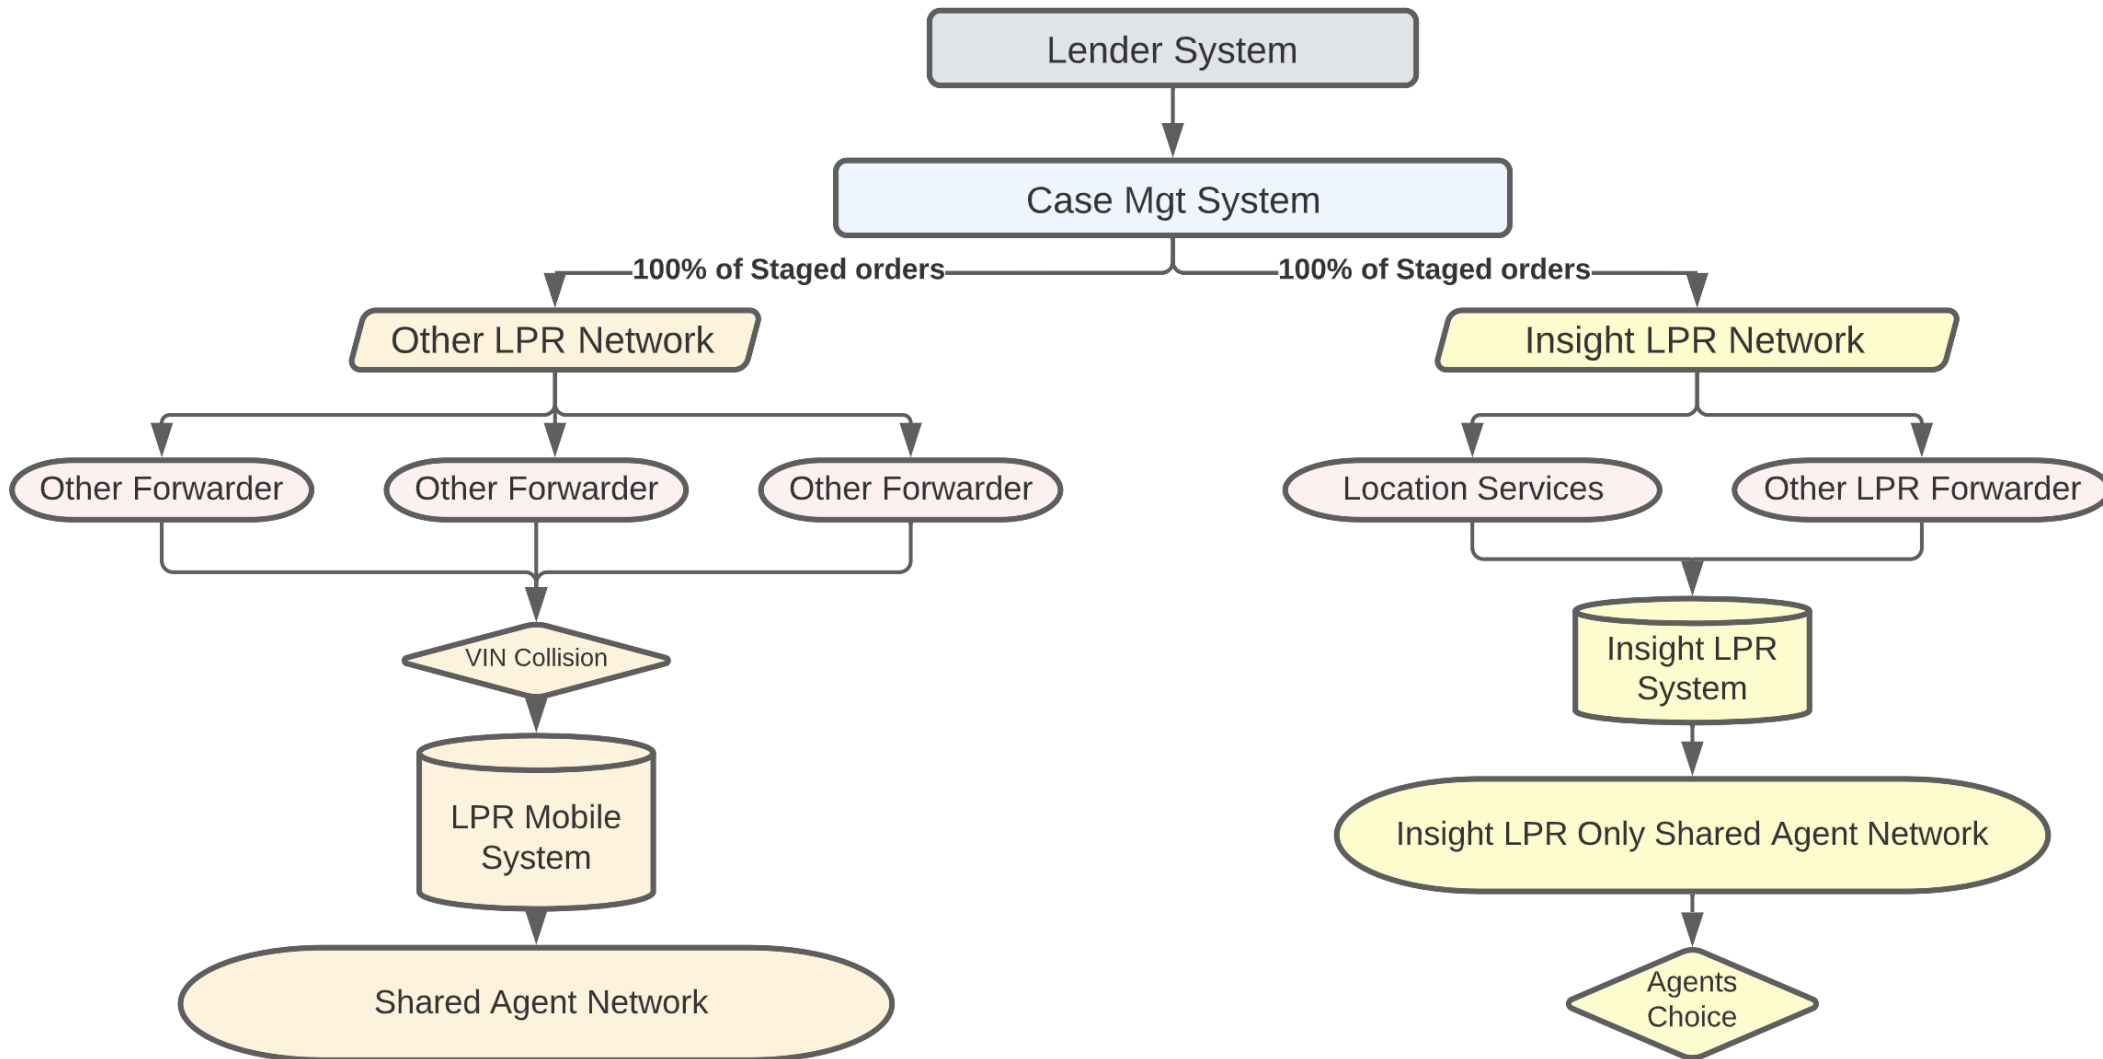 Lender System
Case Mgt System
100% of Staged orders
100% of Staged orders
Other LPR Network
Insight LPR Network
Other Forwarder
Other Forwarder
Other Forwarder
Location Services
Other LPR Forwarder
VIN Collision
Insight LPR
System
LPR Mobile
System
Insight LPR Only Shared Agent Network
Shared Agent Network
Agents
Choice